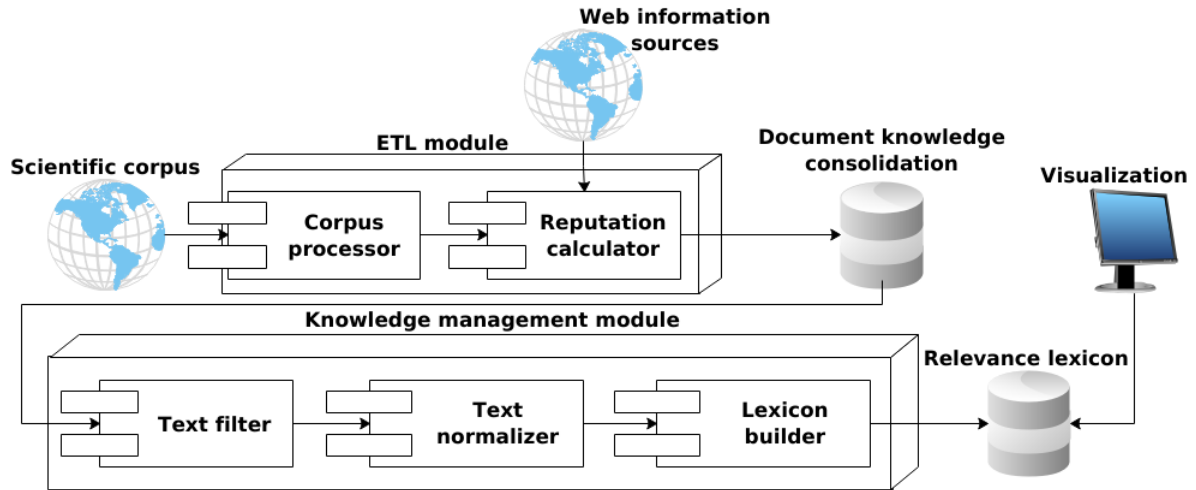 Web information
sources
ETL module
Document knowledge
consolidation
Scientific corpus
Visualization
Corpus
processor
Reputation
calculator
Knowledge management module
Relevance lexicon
Text filter
Text
normalizer
Lexicon
builder